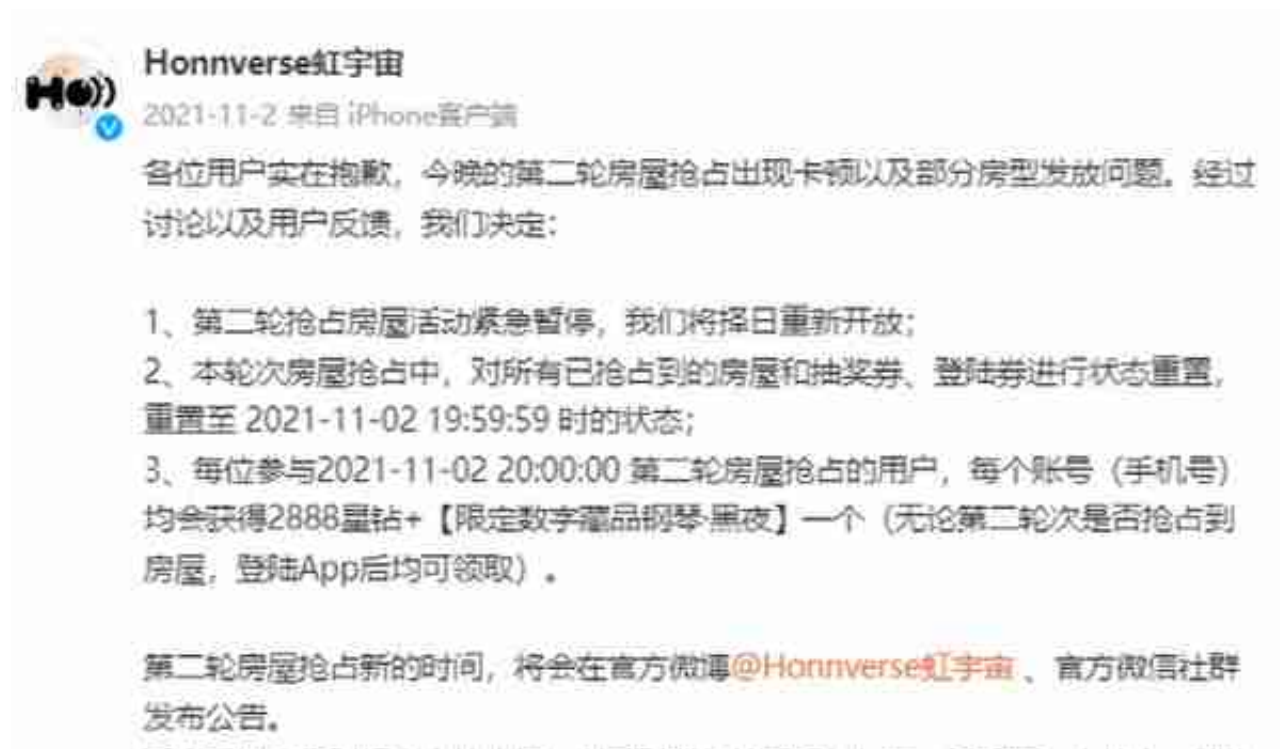 Honnverse虹宇宙
HO))
2021-11-2 来自 iPhone客户端
各位用户实在抱歉，今晚的第二轮房屋抢占出现卡顿以及部分房型发放问题。经过
讨论以及用户反馈，我们决定：
1、第二轮抢占房屋活动紧急暂停，我们将择日重新开放；
2、本轮次房屋抢占中，对所有已抢占到的房屋和抽奖券、登陆券进行状态重置，
重置至 2021-11-02 19:59:59 时的状态；
3、每位参与2021-11-02 20:00:00 第二轮房屋抢占的用户，每个账号（手机号）
均会获得2888星钻+【限定数字藏品钢琴·黑夜】一个（无论第二轮次是否抢占到
房屋，登陆App后均可领取）。
第二轮房屋抢占新的时间，将会在官方微博@Honnverse虹宇宙 、官方微信社群
发布公告。